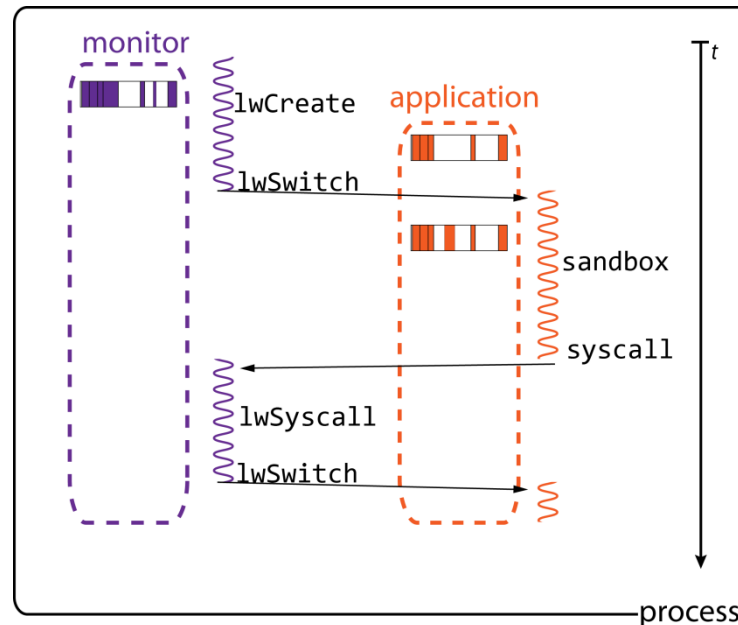 monitor
t
lwCreate
application
lwSwitch
sandbox
syscall
lwSyscall
lwSwitch
process